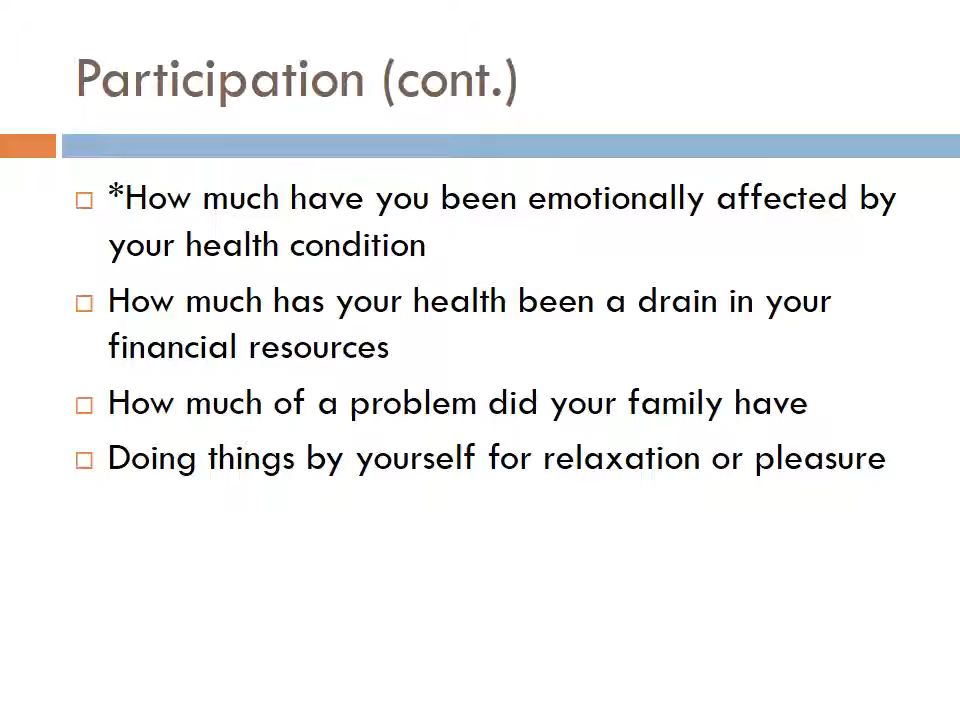 Participation (cont.)
*How much have you been emotionally affected by
your health condition
How much has your health been a drain in your
financial resources
How much of a problem did your family have
Doing things by yourself for relaxation or pleasure